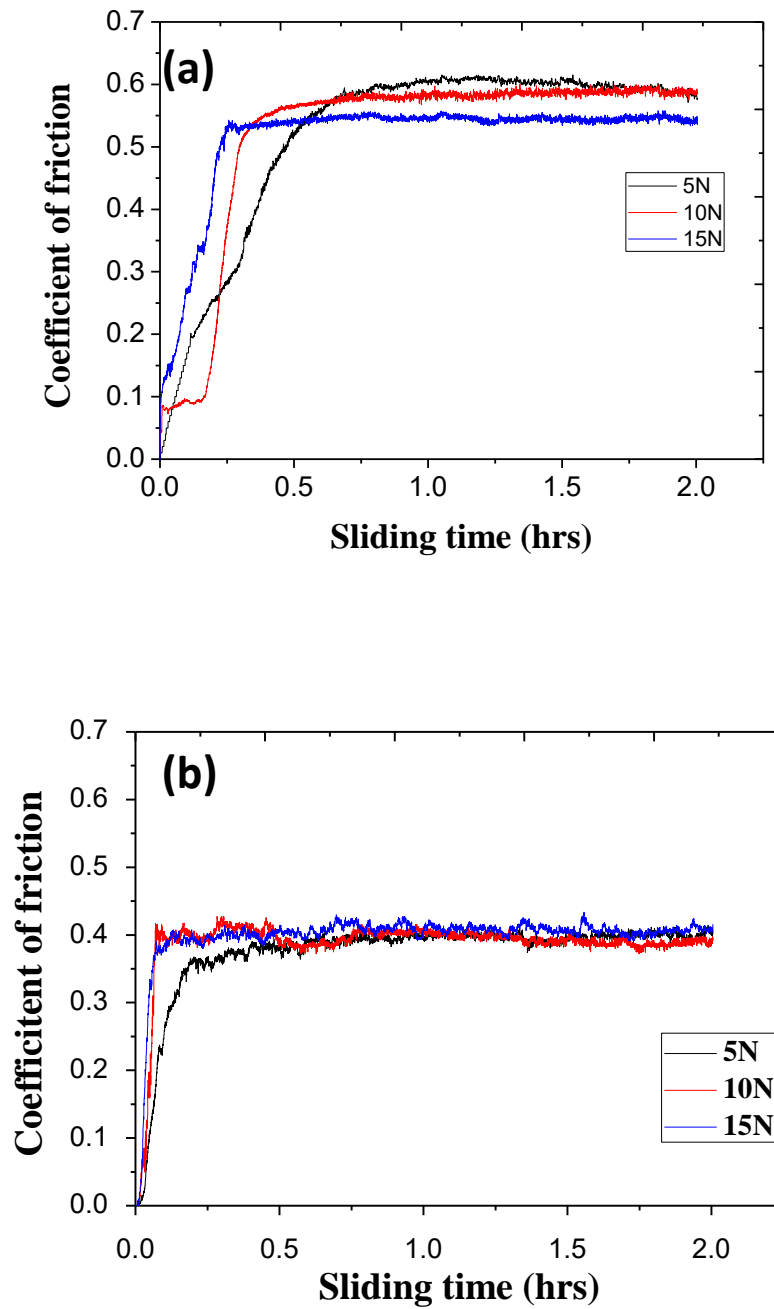 (a)
Coefficient of friction
0.7
0.6
0.5
0.4
0.3
0.2
0.1
0.0
5N
10N
15N
0.0 0.5 1.0 1.5 2.0
Sliding time (hrs)
(b)
Coefficitent of friction
0.7
0.6
0.5
0.4
0.3
0.2
0.1
0.0
5N
10N
15N
0.0 0.5 1.0 1.5 2.0
Sliding time (hrs)